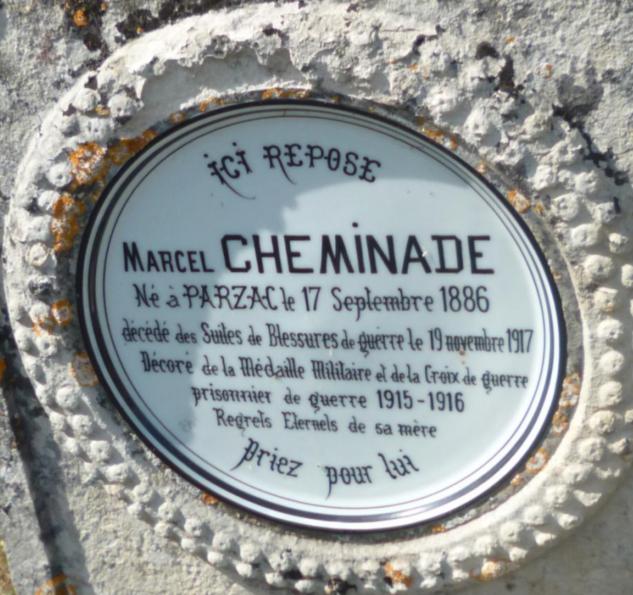 ici REPOSE
MARCEL CHEMINADE
Né à PARZAC le 17 Septembre 1886
décédé des Suites de Blessures de guerre le 19 novembre 1917
Décoré de la Médaille Militaire et de la Croix de guerre
prisonnier de guerre 1915-1916
Regrets Eternels de sa mère
priez pour lui